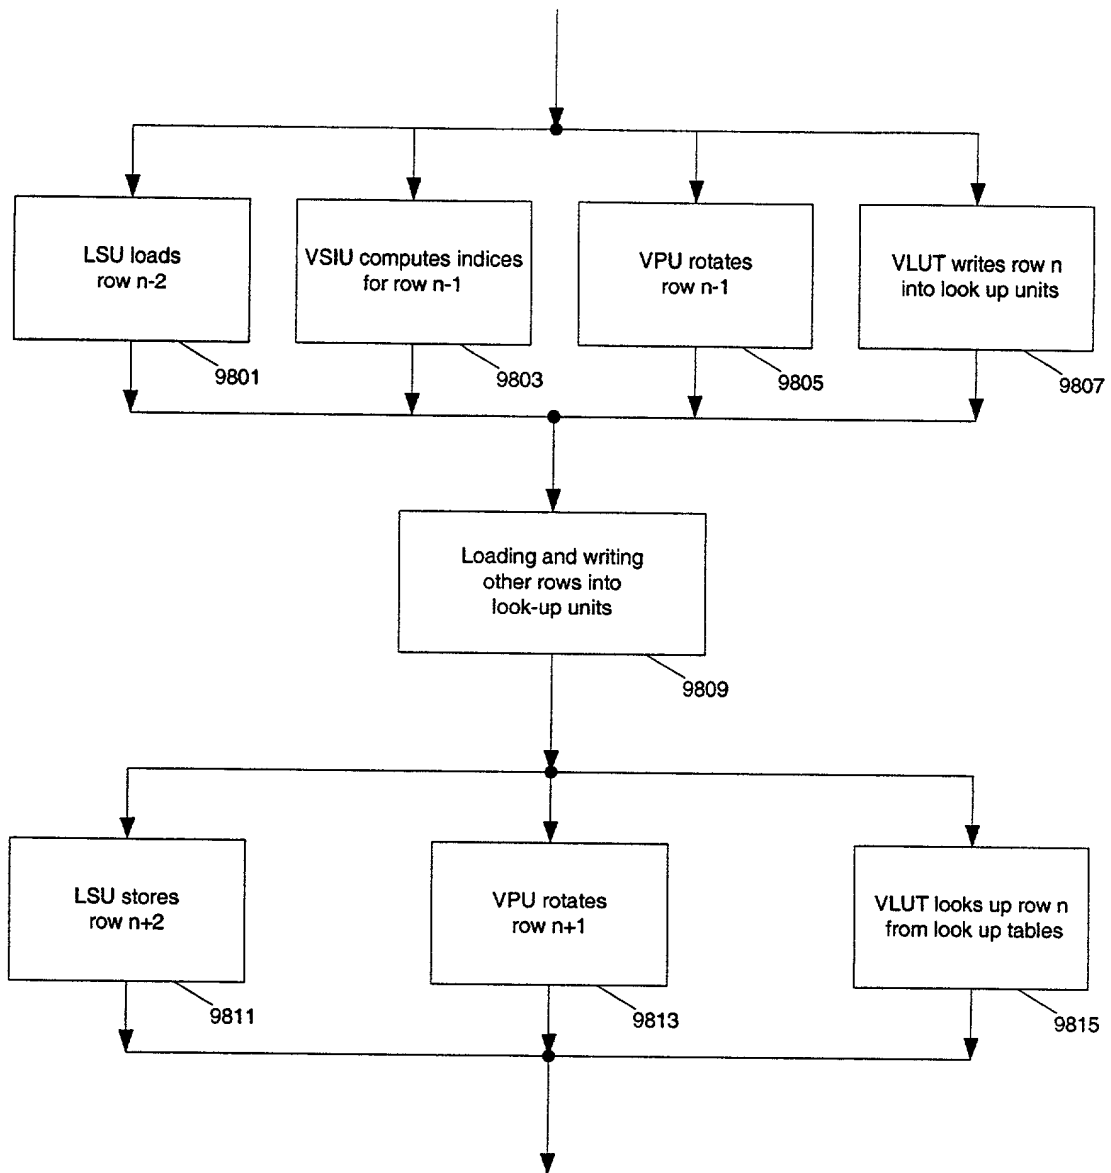 LSU loads
row n-2
9801
VSIU computes indices
for row n-1
9803
VPU rotates
row n-1
9805
VLUT writes row n
into look up units
9807
Loading and writing
other rows into
look-up units
9809
LSU stores
row n+2
9811
VPU rotates
row n+1
9813
VLUT looks up row n
from look up tables
9815